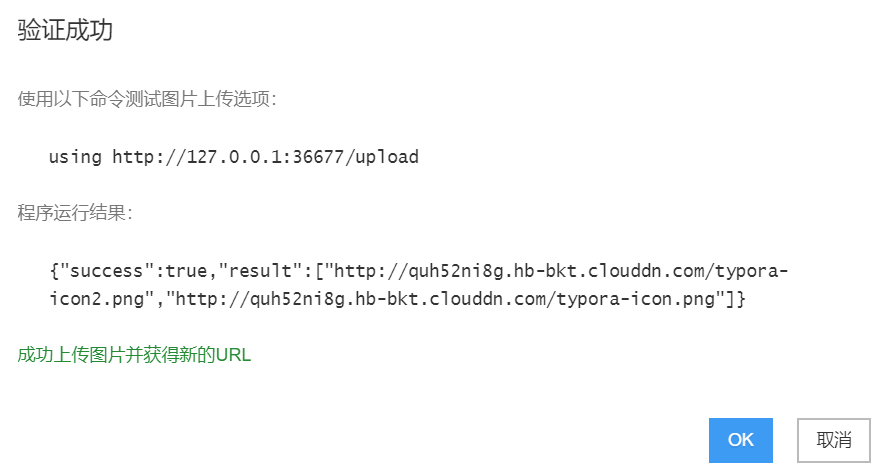 验证成功
使用以下命令测试图片上传选项：
using http://127.0.0.1:36677/upload
程序运行结果：
{"success":true,"result":["http://quh52ni8g.hb-bkt.clouddn.com/typora-
icon2.png","http://quh52ni8g.hb-bkt.clouddn.com/typora-icon.png"]}
成功上传图片并获得新的URL
OK 取消